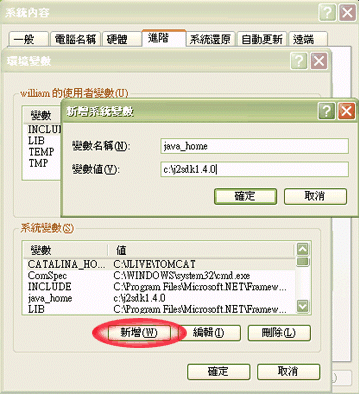 系統內容
一般 電腦名稱 硬體 進階 系統還原 自動更新 遠端
環境變數
william 的使用者變數(U)
變數
INCLUDE
LIB
TEMP
TMP
新增系統變數
變數名稱(N): java_home
變數值(V): c:\j2sdk1.4.0
確定 取消
系統變數(S)
變數 值
CATALINA_HO... C:\JLIVE\TOMCAT
ComSpec C:\WINDOWS\system32\cmd.exe
INCLUDE C:\Program Files\Microsoft.NET\Framew...
java_home c:\j2sdk1.4.0
LIB C:\Program Files\Microsoft.NET\Framew...
新增(W) 編輯(I) 刪除(L)
確定 取消